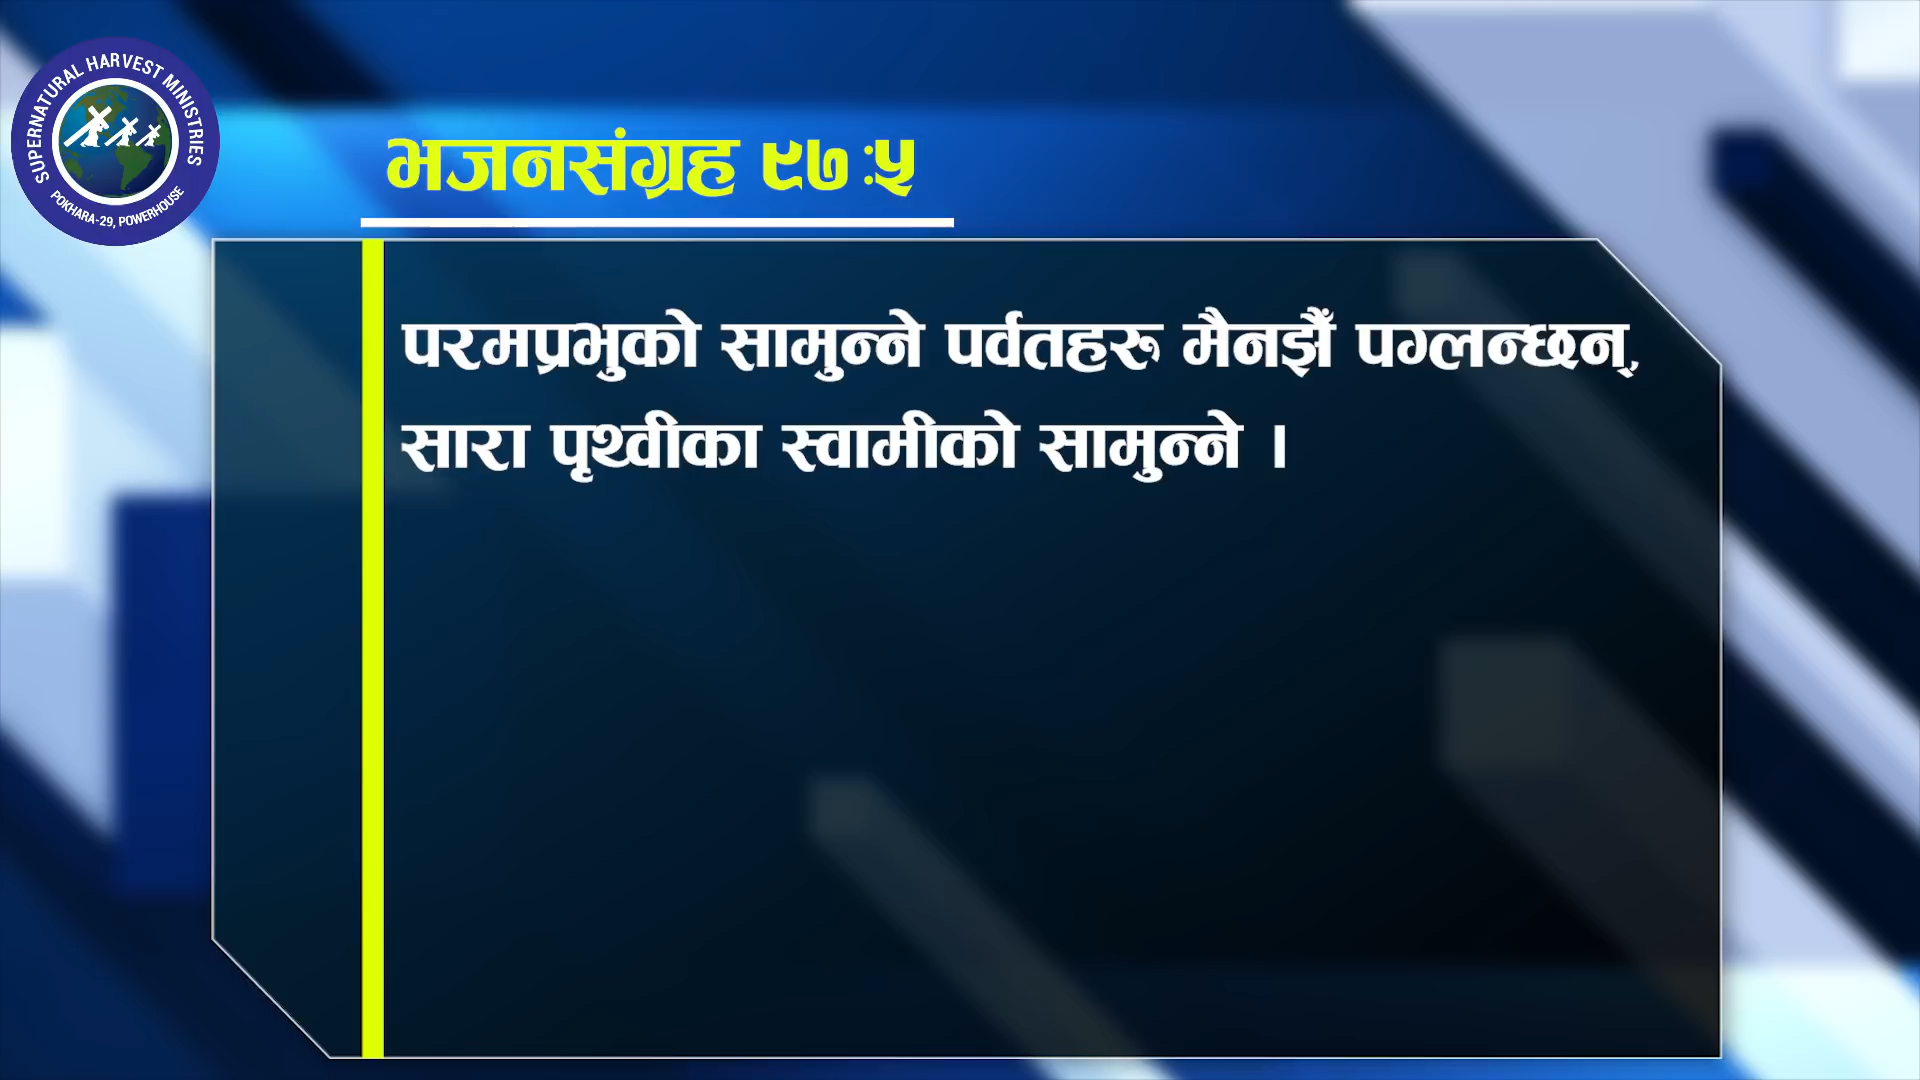 SUPERNATURAL HARVEST MINISTRIES
POKHARA-29, POWERHOUSE
भजनसंग्रह ९७:५
परमप्रभुको सामुन्ने पर्वतहरु मैनझैं पग्लन्छन्,
सारा पृथ्वीका स्वामीको सामुन्ने ।